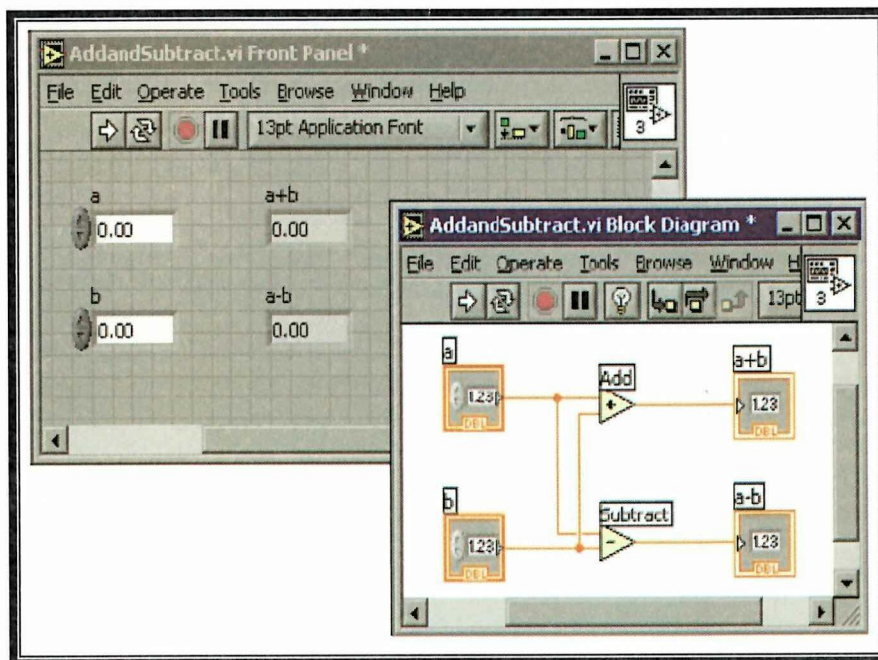 AddandSubtract.vi Front Panel *
File Edit Operate Tools Browse Window Help
13pt Application Font
3
a
a+b
0.00
0.00
b
a-b
0.00
0.00
AddandSubtract.vi Block Diagram *
File Edit Operate Tools Browse Window H
13pt
3
a
Add
a+b
1.23
+
1.23
DBL
DBL
b
Subtract
a-b
1.23
-
1.23
DBL
DBL